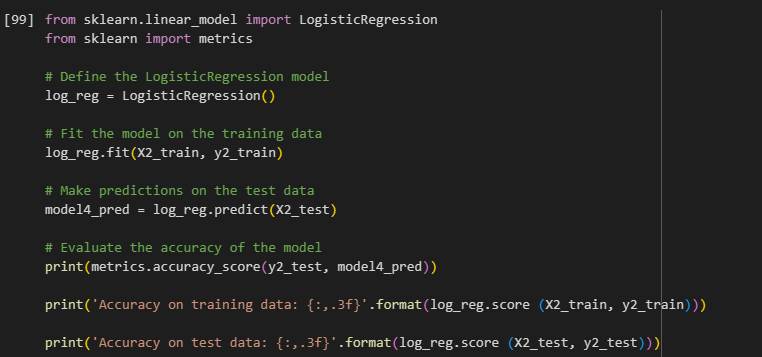 [99] from sklearn.linear_model import LogisticRegression
from sklearn import metrics
# Define the LogisticRegression model
log_reg = LogisticRegression()
# Fit the model on the training data
log_reg.fit(X2_train, y2_train)
# Make predictions on the test data
model4_pred = log_reg.predict(X2_test)
# Evaluate the accuracy of the model
print(metrics.accuracy_score(y2_test, model4_pred))
print('Accuracy on training data: {:,.3f}'.format(log_reg.score (X2_train, y2_train)))
print('Accuracy on test data: {:,.3f}'.format(log_reg.score (X2_test, y2_test)))